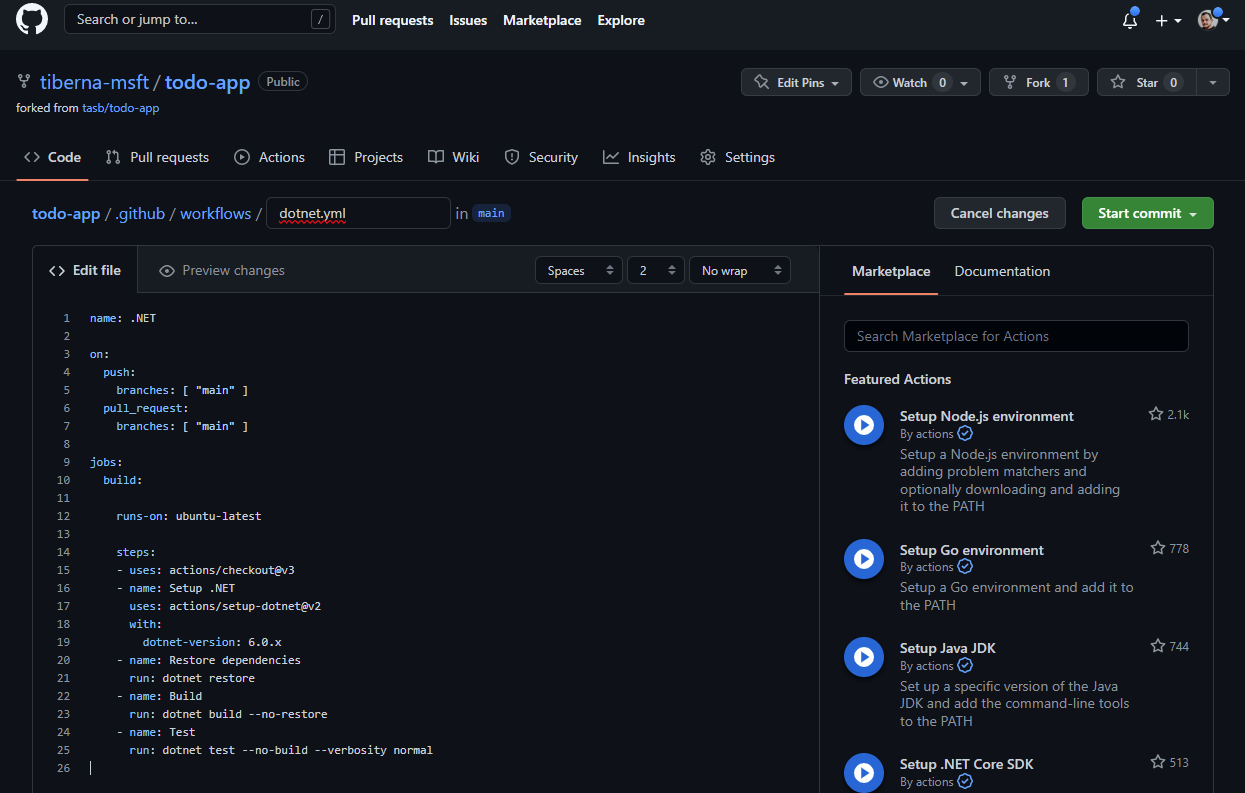 Search or jump to... /
Pull requests Issues Marketplace Explore
tiberna-msft / todo-app Public
Edit Pins Watch 0 Fork 1 Star 0
forked from tasb/todo-app
Code Pull requests Actions Projects Wiki Security Insights Settings
todo-app / .github / workflows / dotnet.yml in main
Cancel changes Start commit
Edit file Preview changes Spaces 2 No wrap
1 name: .NET
2
3 on:
4 push:
5 branches: [ "main" ]
6 pull_request:
7 branches: [ "main" ]
8
9 jobs:
10 build:
11
12 runs-on: ubuntu-latest
13
14 steps:
15 - uses: actions/checkout@v3
16 - name: Setup .NET
17 uses: actions/setup-dotnet@v2
18 with:
19 dotnet-version: 6.0.x
20 - name: Restore dependencies
21 run: dotnet restore
22 - name: Build
23 run: dotnet build --no-restore
24 - name: Test
25 run: dotnet test --no-build --verbosity normal
26
Marketplace Documentation
Search Marketplace for Actions
Featured Actions
Setup Node.js environment 2.1k
By actions
Setup a Node.js environment by
adding problem matchers and
optionally downloading and adding
it to the PATH
Setup Go environment 778
By actions
Setup a Go environment and add it to
the PATH
Setup Java JDK 744
By actions
Set up a specific version of the Java
JDK and add the command-line tools
to the PATH
Setup .NET Core SDK 513
By actions